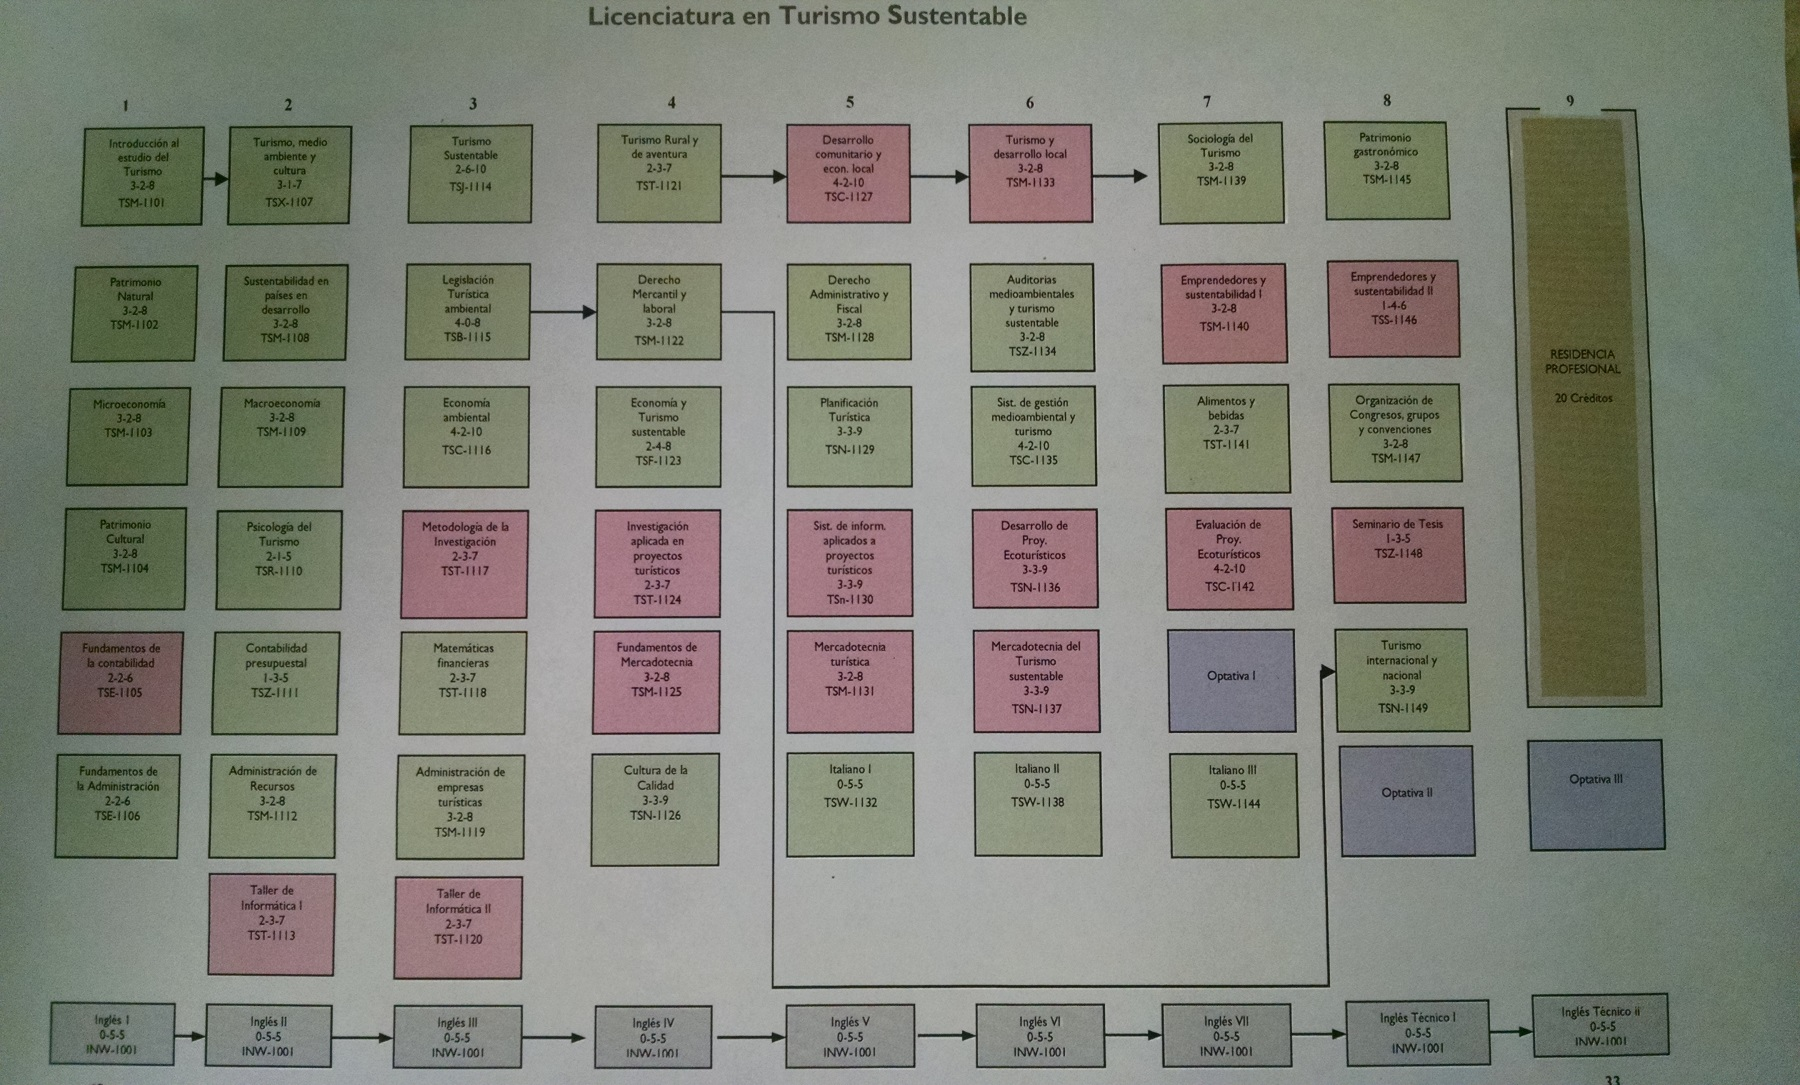 Licenciatura en Turismo Sustentable
1
2
3
4
5
6
7
8
9
Introducción al
estudio del
Turismo
3-2-8
TSM-1101
Turismo, medio
ambiente y
cultura
3-1-7
TSX-1107
Turismo
Sustentable
2-6-10
TSJ-1114
Turismo Rural y
de aventura
2-3-7
TST-1121
Desarrollo
comunitario y
econ. local
4-2-10
TSC-1127
Turismo y
desarrollo local
3-2-8
TSM-1133
Sociología del
Turismo
3-2-8
TSM-1139
Patrimonio
gastronómico
3-2-8
TSM-1145
Patrimonio
Natural
3-2-8
TSM-1102
Sustentabilidad en
países en
desarrollo
3-2-8
TSM-1108
Legislación
Turística
ambiental
4-0-8
TSB-1115
Derecho
Mercantil y
laboral
3-2-8
TSM-1122
Derecho
Administrativo y
Fiscal
3-2-8
TSM-1128
Auditorias
medioambientales
y turismo
sustentable
3-2-8
TSZ-1134
Emprendedores y
sustentabilidad I
3-2-8
TSM-1140
Emprendedores y
sustentabilidad II
1-4-6
TSS-1146
RESIDENCIA
PROFESIONAL
20 Créditos
Microeconomía
3-2-8
TSM-1103
Macroeconomía
3-2-8
TSM-1109
Economía
ambiental
4-2-10
TSC-1116
Economía y
Turismo
sustentable
2-4-8
TSF-1123
Planificación
Turística
3-3-9
TSN-1129
Sist. de gestión
medioambiental y
turismo
4-2-10
TSC-1135
Alimentos y
bebidas
2-3-7
TST-1141
Organización de
Congresos, grupos
y convenciones
3-2-8
TSM-1147
Patrimonio
Cultural
3-2-8
TSM-1104
Psicología del
Turismo
2-1-5
TSR-1110
Metodología de la
Investigación
2-3-7
TST-1117
Investigación
aplicada en
proyectos
turísticos
2-3-7
TST-1124
Sist. de inform.
aplicados a
proyectos
turísticos
3-3-9
TSn-1130
Desarrollo de
Proy.
Ecoturísticos
3-3-9
TSN-1136
Evaluación de
Proy.
Ecoturísticos
4-2-10
TSC-1142
Seminario de Tesis
1-3-5
TSZ-1148
Fundamentos de
la contabilidad
2-2-6
TSE-1105
Contabilidad
presupuestal
1-3-5
TSZ-1111
Matemáticas
financieras
2-3-7
TST-1118
Fundamentos de
Mercadotecnia
3-2-8
TSM-1125
Mercadotecnia
turística
3-2-8
TSM-1131
Mercadotecnia del
Turismo
sustentable
3-3-9
TSN-1137
Optativa I
Turismo
internacional y
nacional
3-3-9
TSN-1149
Fundamentos de
la Administración
2-2-6
TSE-1106
Administración de
Recursos
3-2-8
TSM-1112
Administración de
empresas
turísticas
3-2-8
TSM-1119
Cultura de la
Calidad
3-3-9
TSN-1126
Italiano I
0-5-5
TSW-1132
Italiano II
0-5-5
TSW-1138
Italiano III
0-5-5
TSW-1144
Optativa II
Optativa III
Taller de
Informática I
2-3-7
TST-1113
Taller de
Informática II
2-3-7
TST-1120
Inglés I
0-5-5
INW-1001
Inglés II
0-5-5
INW-1001
Inglés III
0-5-5
INW-1001
Inglés IV
0-5-5
INW-1001
Inglés V
0-5-5
INW-1001
Inglés VI
0-5-5
INW-1001
Inglés VII
0-5-5
INW-1001
Inglés Técnico I
0-5-5
INW-1001
Inglés Técnico ii
0-5-5
INW-1001
33